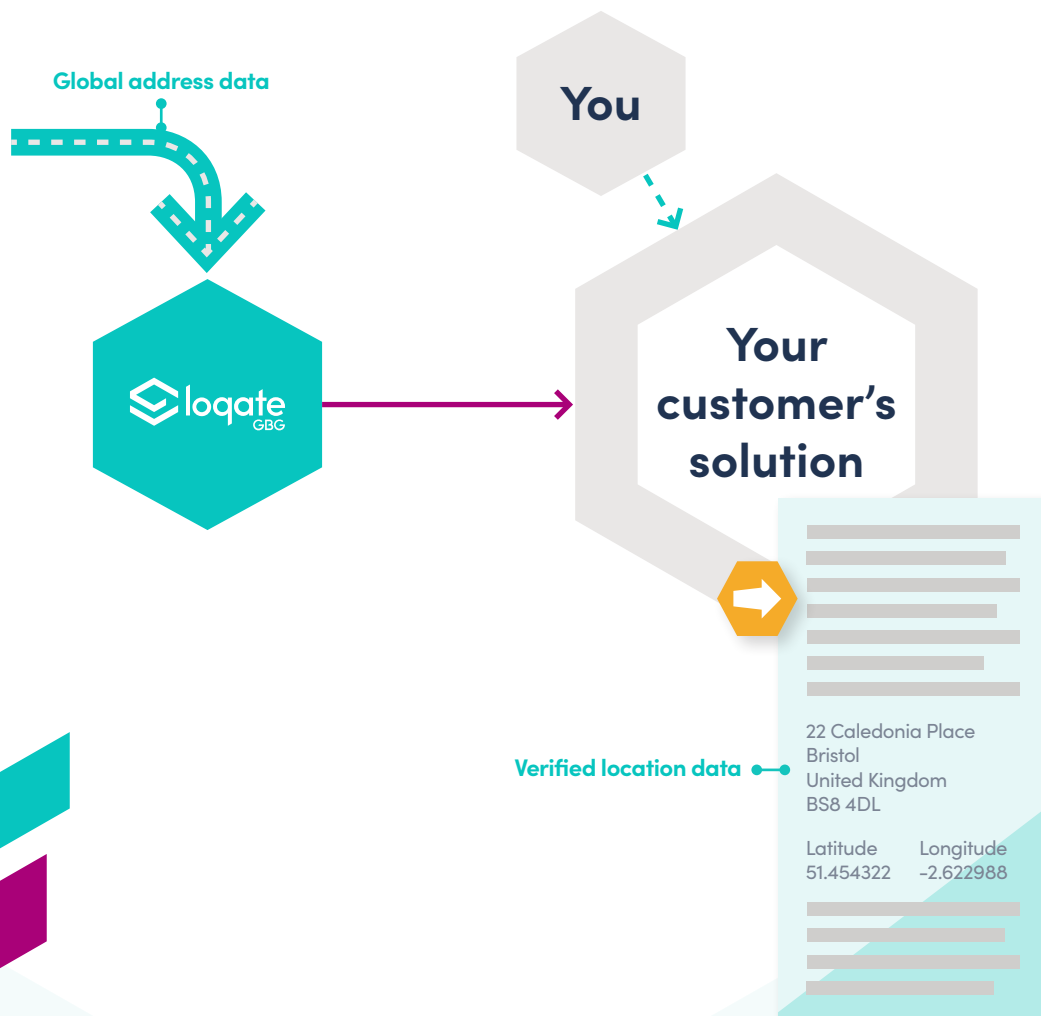 Global address data
You
loqate
GBG
Your
customer’s
solution
Verified location data
22 Caledonia Place
Bristol
United Kingdom
BS8 4DL
Latitude Longitude
51.454322 -2.622988